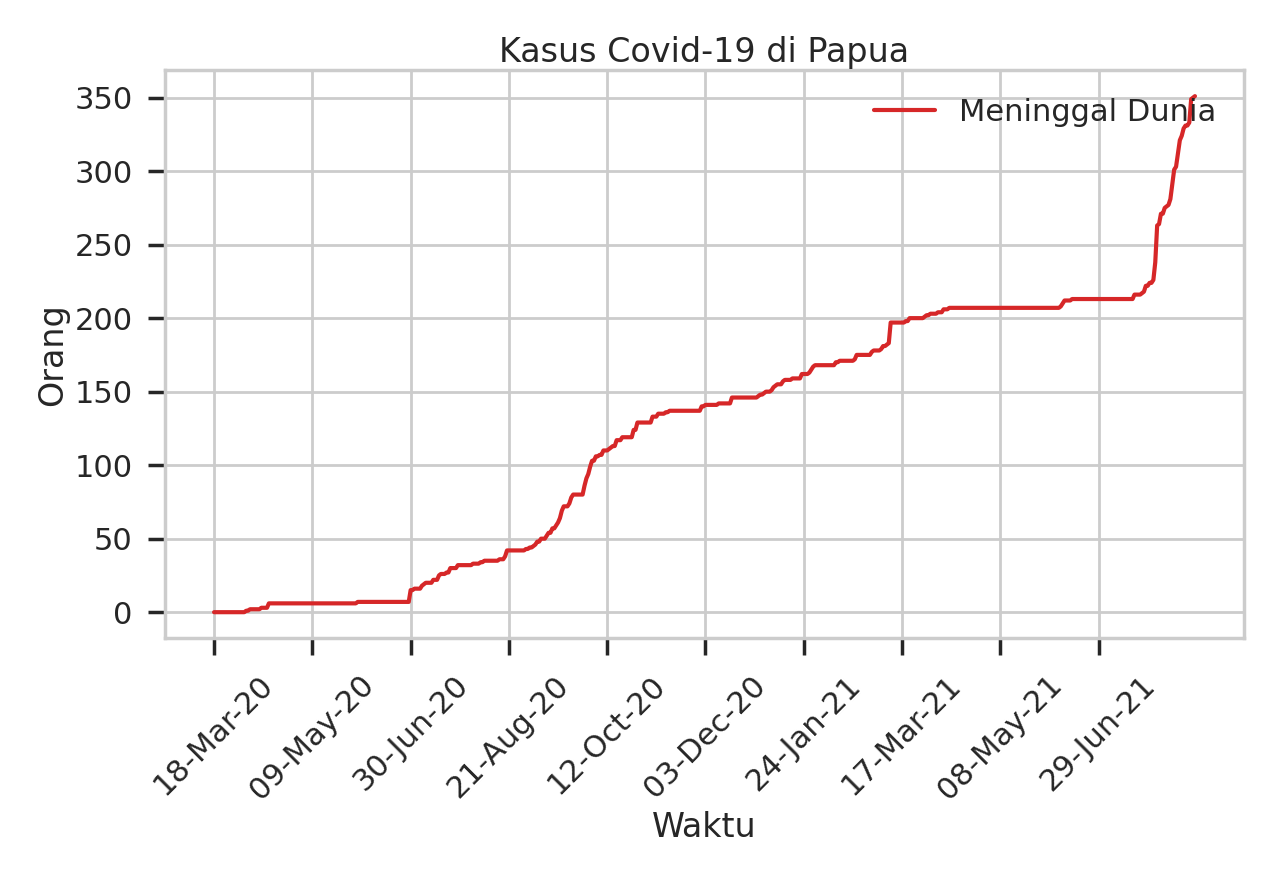 Kasus Covid-19 di Papua
Meninggal Dunia
Orang
350
300
250
200
150
100
50
0
18-Mar-20
09-May-20
30-Jun-20
21-Aug-20
12-Oct-20
03-Dec-20
24-Jan-21
17-Mar-21
08-May-21
29-Jun-21
Waktu